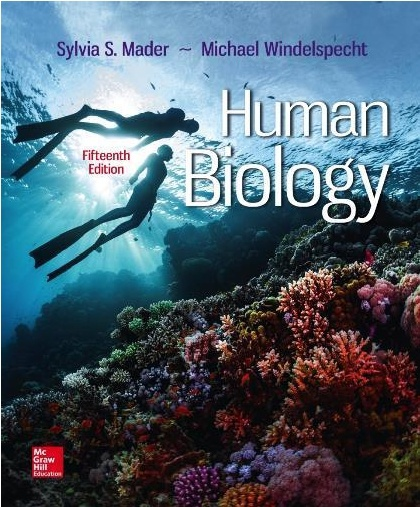 Sylvia S. Mader ~ Michael Windelspecht
Human
Biology
Fifteenth
Edition
Mc
Graw
Hill
Education